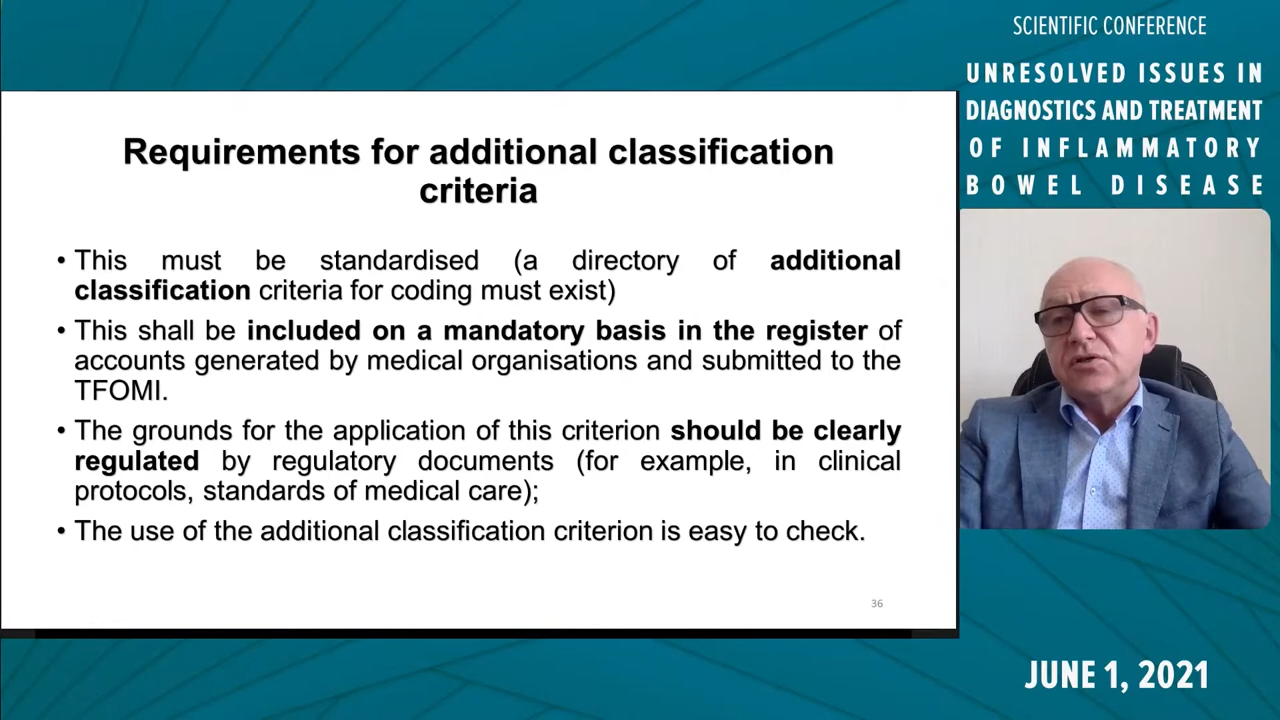 SCIENTIFIC CONFERENCE
UNRESOLVED ISSUES IN
DIAGNOSTICS AND TREATMENT
OF INFLAMMATORY
BOWEL DISEASE
Requirements for additional classification
criteria
• This must be standardised (a directory of additional
classification criteria for coding must exist)
• This shall be included on a mandatory basis in the register of
accounts generated by medical organisations and submitted to the
TFOMI.
• The grounds for the application of this criterion should be clearly
regulated by regulatory documents (for example, in clinical
protocols, standards of medical care);
• The use of the additional classification criterion is easy to check.
36
JUNE 1, 2021